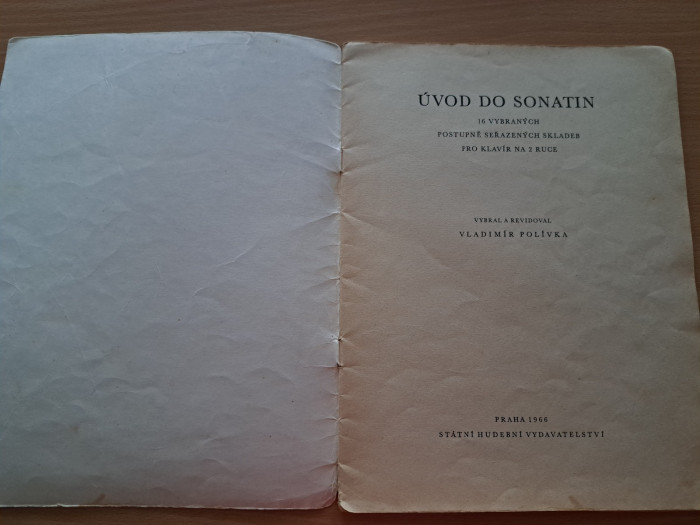 ÚVOD DO SONATIN
16 VYBRANÝCH
POSTUPNĚ SEŘAZENÝCH SKLADEB
PRO KLAVÍR NA 2 RUCE
VYBRAL A REVIDOVAL
VLADIMÍR POLÍVKA
PRAHA 1966
STÁTNÍ HUDEBNÍ VYDAVATELSTVÍ